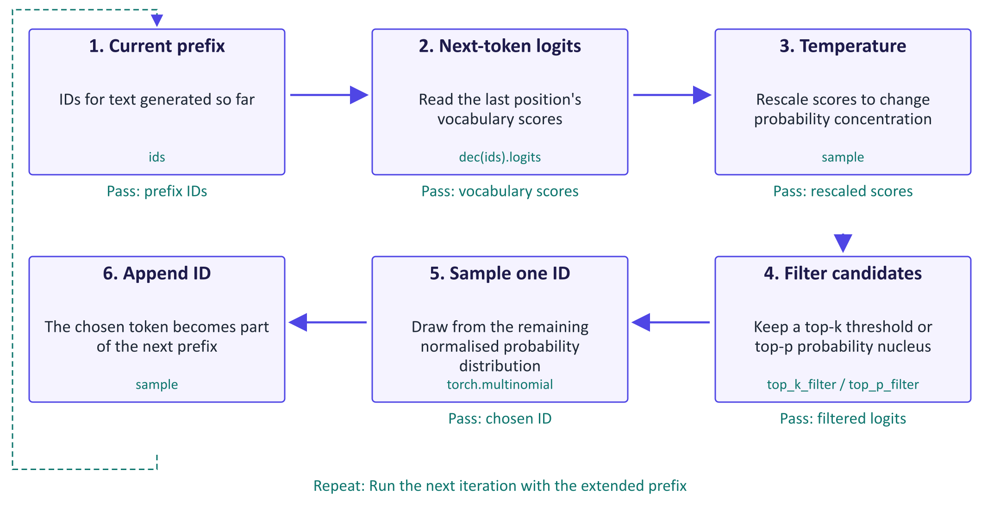 1. Current prefix
IDs for text generated so far
ids
Pass: prefix IDs
2. Next-token logits
Read the last position's
vocabulary scores
dec(ids).logits
Pass: vocabulary scores
3. Temperature
Rescale scores to change
probability concentration
sample
Pass: rescaled scores
4. Filter candidates
Keep a top-k threshold or
top-p probability nucleus
top_k_filter / top_p_filter
Pass: filtered logits
5. Sample one ID
Draw from the remaining
normalised probability
distribution
torch.multinomial
Pass: chosen ID
6. Append ID
The chosen token becomes part
of the next prefix
sample
Repeat: Run the next iteration with the extended prefix